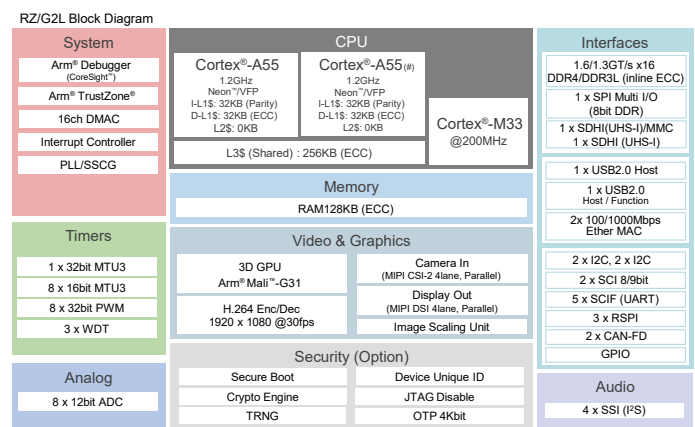 RZ/G2L Block Diagram
System
Arm® Debugger
(CoreSight™)
Arm® TrustZone®
16ch DMAC
Interrupt Controller
PLL/SSCG
Timers
1 x 32bit MTU3
8 x 16bit MTU3
8 x 32bit PWM
3 x WDT
Analog
8 x 12bit ADC
CPU
Cortex®-A55
1.2GHz
Neon™/VFP
I-L1$: 32KB (Parity)
D-L1$: 32KB (ECC)
L2$: 0KB
Cortex®-A55(#)
1.2GHz
Neon™/VFP
I-L1$: 32KB (Parity)
D-L1$: 32KB (ECC)
L2$: 0KB
L3$ (Shared) : 256KB (ECC)
Cortex®-M33
@200MHz
Memory
RAM128KB (ECC)
Video & Graphics
3D GPU
Arm® Mali™-G31
H.264 Enc/Dec
1920 x 1080 @30fps
Camera In
(MIPI CSI-2 4lane, Parallel)
Display Out
(MIPI DSI 4lane, Parallel)
Image Scaling Unit
Security (Option)
Secure Boot
Crypto Engine
TRNG
Device Unique ID
JTAG Disable
OTP 4Kbit
Interfaces
1.6/1.3GT/s x16
DDR4/DDR3L (inline ECC)
1 x SPI Multi I/O
(8bit DDR)
1 x SDHI(UHS-I)/MMC
1 x SDHI (UHS-I)
1 x USB2.0 Host
1 x USB2.0
Host / Function
2x 100/1000Mbps
Ether MAC
2 x I2C, 2 x I2C
2 x SCI 8/9bit
5 x SCIF (UART)
3 x RSPI
2 x CAN-FD
GPIO
Audio
4 x SSI (I²S)